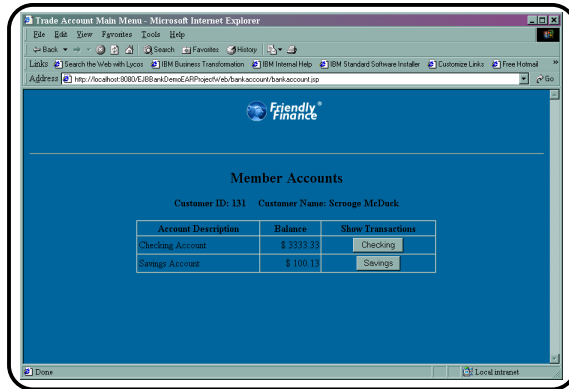 Trade Account Main Menu - Microsoft Internet Explorer
File Edit View Favorites Tools Help
Back Search Favorites History
Links Search the Web with Lycos IBM Business Transformation IBM Internal Help IBM Standard Software Installer Customize Links Free Hotmail »
Address http://localhost:8080/EJBBankDemoEARProjectWeb/bankaccount/bankaccount.jsp Go
Friendly®
Finance
Member Accounts
Customer ID: 131 Customer Name: Scrouge McDuck
Account Description Balance Show Transactions
Checking Account $ 3333.33 Checking
Savings Account $ 100.13 Savings
Done Local intranet